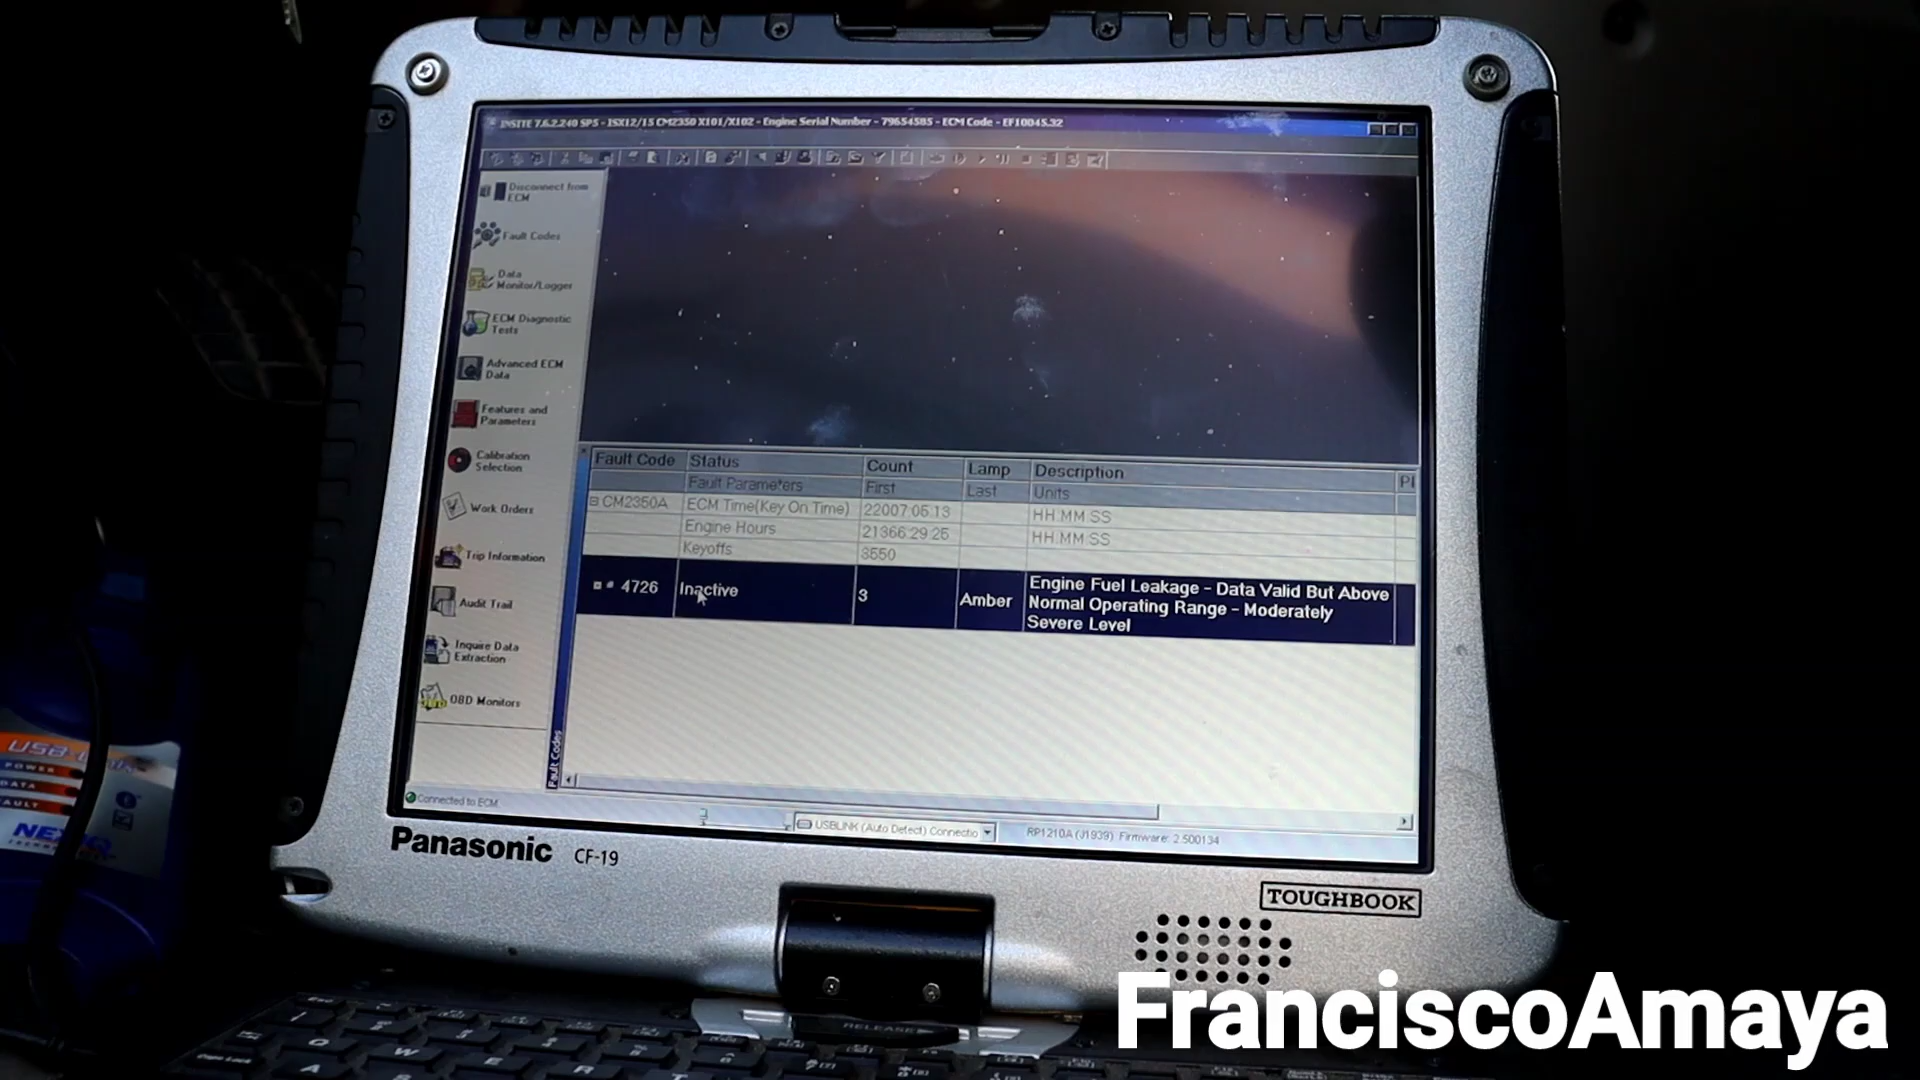 INSITE 7.6.2.240 SP5 - ISX12/15 CM2350 X101/X102 - Engine Serial Number - 79654585 - ECM Code - EF10045.32
Disconnect from
ECM
Fault Codes
Data
Monitor/Logger
ECM Diagnostic
Tests
Advanced ECM
Data
Features and
Parameters
Calibration
Selection
Work Orders
Trip Information
Audit Trail
Inquire Data
Extraction
OBD Monitors
Fault Code Status Count Lamp Description Pl
Fault Parameters First Last Units
CM2350A ECM Time(Key On Time) 22007:05:13 HH:MM:SS
Engine Hours 21366:29:25 HH:MM:SS
Keyoffs 3550
4726 Inactive 3 Amber Engine Fuel Leakage - Data Valid But Above
Normal Operating Range - Moderately
Severe Level
Fault Codes
Connected to ECM
USBLINK (Auto Detect) Connectio
RP1210A (J1939) Firmware: 2.500134
Panasonic CF-19
TOUGHBOOK
RELEASE
USB-Link
POWER
DATA
FAULT
NEXIQ
Esc
Caps Lock
Q
W
E
R
T
A
FranciscoAmaya